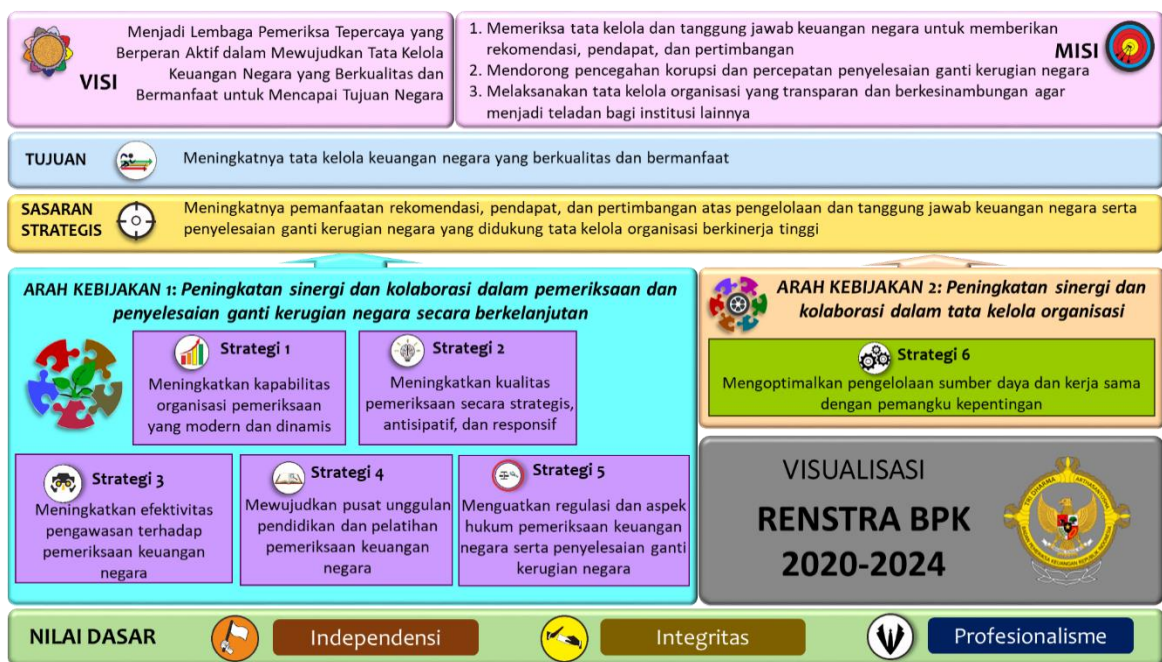 VISI
Menjadi Lembaga Pemeriksa Tepercaya yang
Berperan Aktif dalam Mewujudkan Tata Kelola
Keuangan Negara yang Berkualitas dan
Bermanfaat untuk Mencapai Tujuan Negara
MISI
1. Memeriksa tata kelola dan tanggung jawab keuangan negara untuk memberikan
rekomendasi, pendapat, dan pertimbangan
2. Mendorong pencegahan korupsi dan percepatan penyelesaian ganti kerugian negara
3. Melaksanakan tata kelola organisasi yang transparan dan berkesinambungan agar
menjadi teladan bagi institusi lainnya
TUJUAN
Meningkatnya tata kelola keuangan negara yang berkualitas dan bermanfaat
SASARAN
STRATEGIS
Meningkatnya pemanfaatan rekomendasi, pendapat, dan pertimbangan atas pengelolaan dan tanggung jawab keuangan negara serta
penyelesaian ganti kerugian negara yang didukung tata kelola organisasi berkinerja tinggi
ARAH KEBIJAKAN 1: Peningkatan sinergi dan kolaborasi dalam pemeriksaan dan
penyelesaian ganti kerugian negara secara berkelanjutan
Strategi 1
Meningkatkan kapabilitas
organisasi pemeriksaan
yang modern dan dinamis
Strategi 2
Meningkatkan kualitas
pemeriksaan secara strategis,
antisipatif, dan responsif
Strategi 3
Meningkatkan efektivitas
pengawasan terhadap
pemeriksaan keuangan
negara
Strategi 4
Mewujudkan pusat unggulan
pendidikan dan pelatihan
pemeriksaan keuangan
negara
Strategi 5
Menguatkan regulasi dan aspek
hukum pemeriksaan keuangan
negara serta penyelesaian ganti
kerugian negara
ARAH KEBIJAKAN 2: Peningkatan sinergi dan
kolaborasi dalam tata kelola organisasi
Strategi 6
Mengoptimalkan pengelolaan sumber daya dan kerja sama
dengan pemangku kepentingan
VISUALISASI
RENSTRA BPK
2020-2024
TRI DHARMA
BADAN PEMERIKSA KEUANGAN REPUBLIK INDONESIA
NILAI DASAR
Independensi
Integritas
Profesionalisme